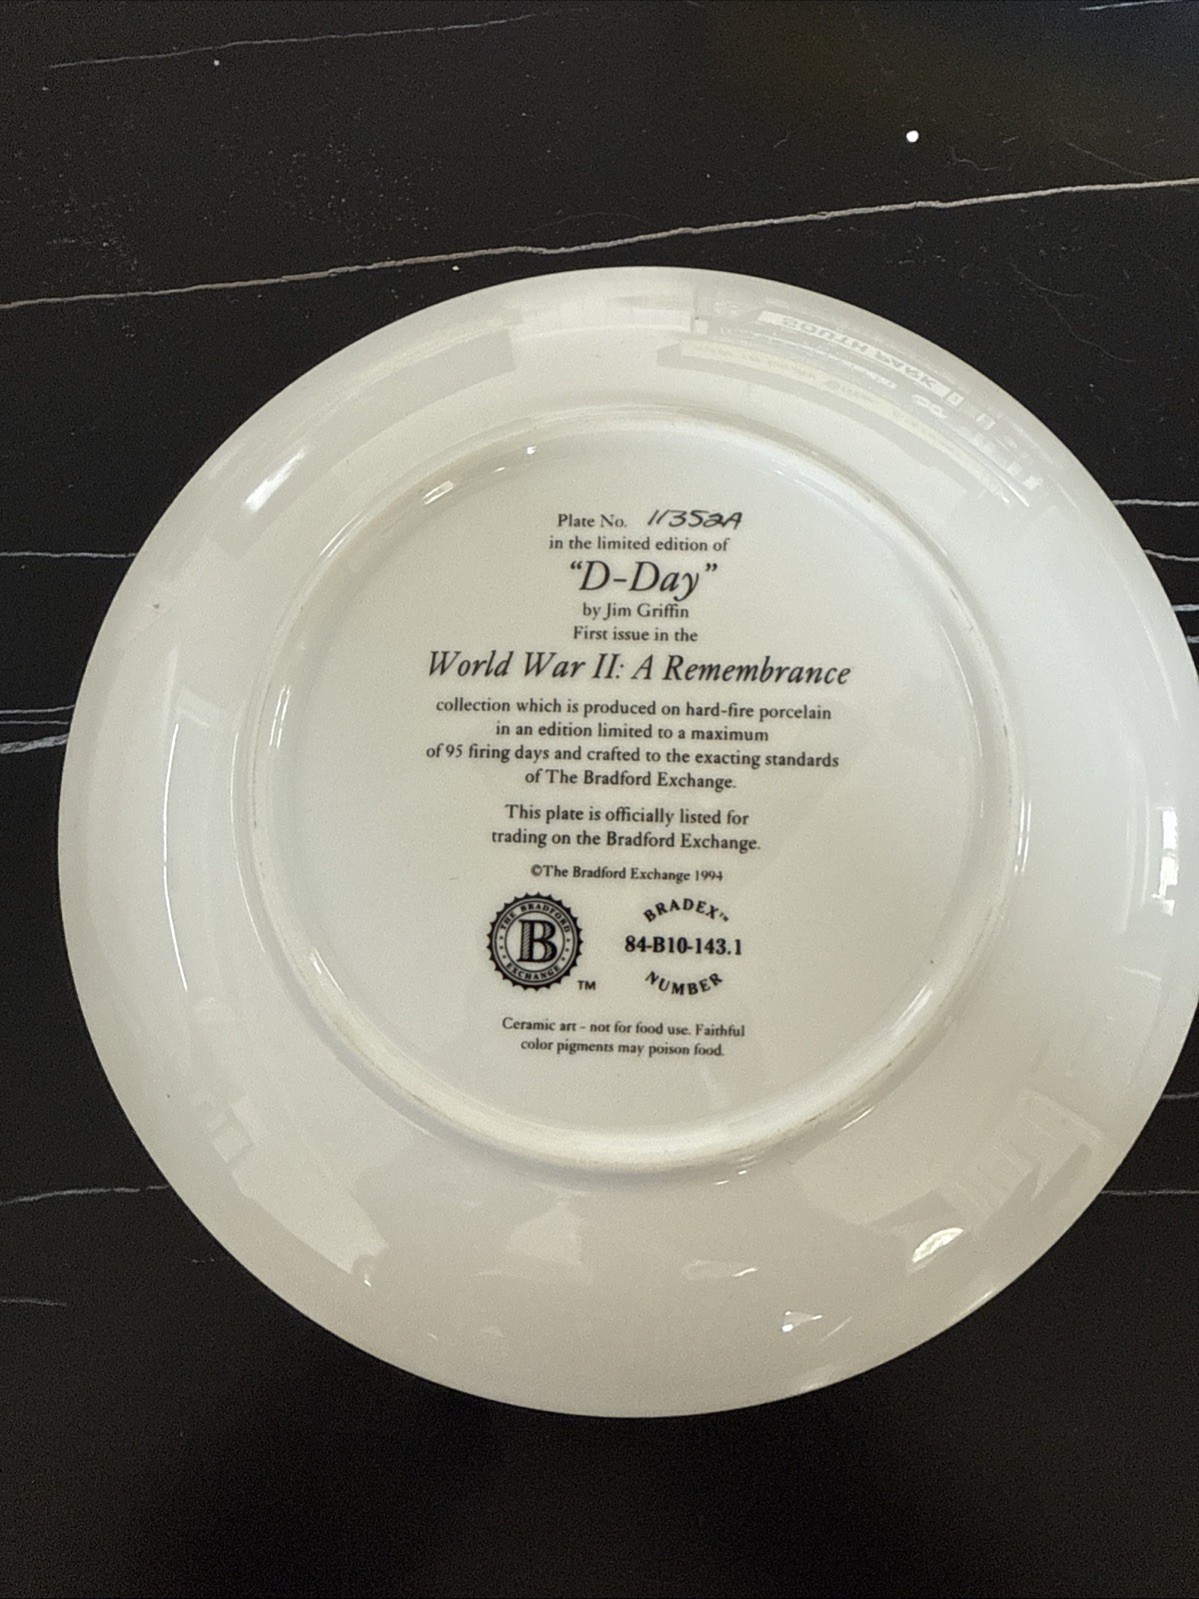 SOUTH BANK
Plate No. 11352A
in the limited edition of
“D-Day”
by Jim Griffin
First issue in the
World War II: A Remembrance
collection which is produced on hard-fire porcelain
in an edition limited to a maximum
of 95 firing days and crafted to the exacting standards
of The Bradford Exchange.
This plate is officially listed for
trading on the Bradford Exchange.
©The Bradford Exchange 1994
THE BRADFORD
B
EXCHANGE
TM
BRADEX™
84-B10-143.1
NUMBER
Ceramic art - not for food use. Faithful
color pigments may poison food.